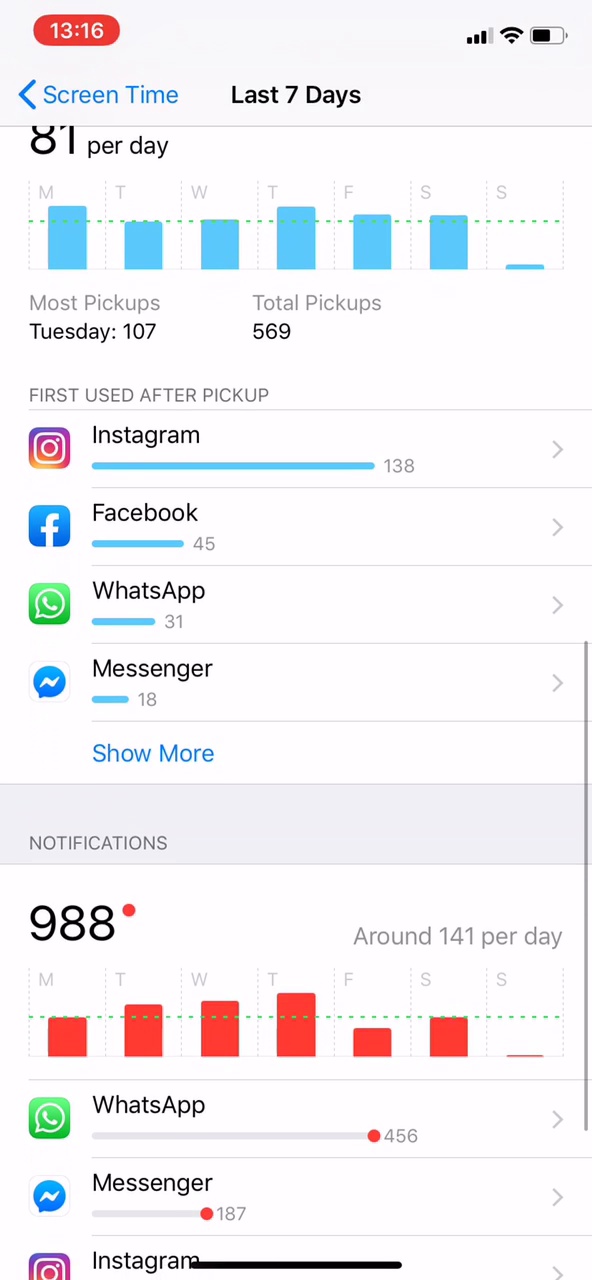 13:16
Screen Time
Last 7 Days
81 per day
M T W T F S S
Most Pickups Total Pickups
Tuesday: 107 569
FIRST USED AFTER PICKUP
Instagram
138
Facebook
45
WhatsApp
31
Messenger
18
Show More
NOTIFICATIONS
988 Around 141 per day
M T W T F S S
WhatsApp
456
Messenger
187
Instagram